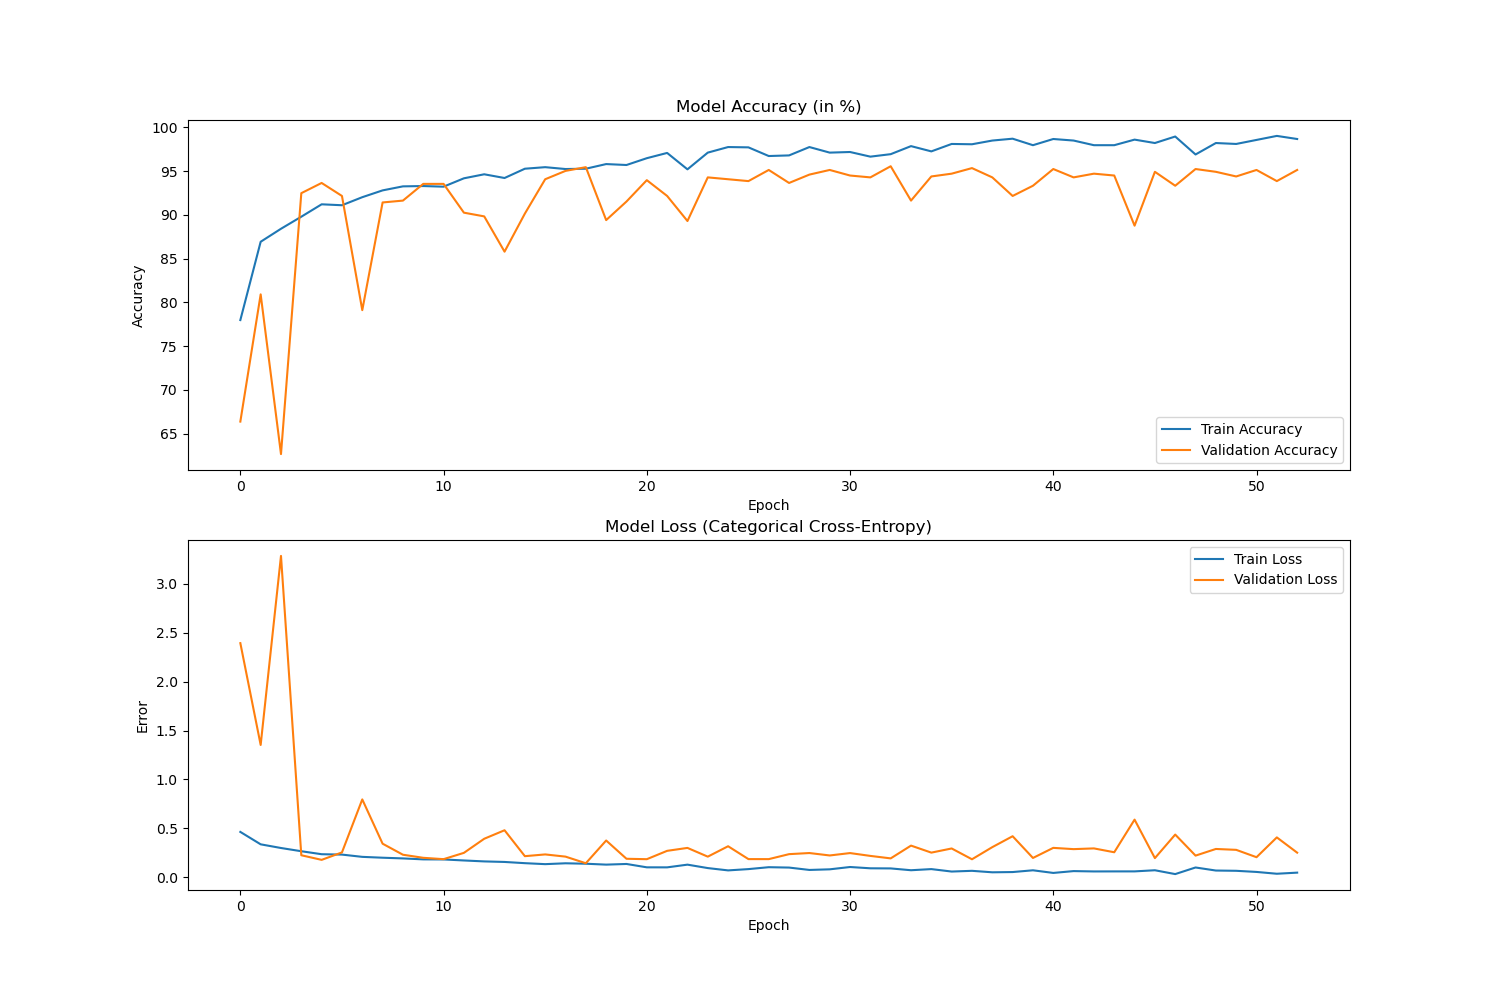 Model Accuracy (in %)
100
95
90
85
80
75
70
65
Accuracy
Train Accuracy
Validation Accuracy
0 10 20 30 40 50
Epoch
Model Loss (Categorical Cross-Entropy)
3.0
2.5
2.0
1.5
1.0
0.5
0.0
Error
Train Loss
Validation Loss
0 10 20 30 40 50
Epoch